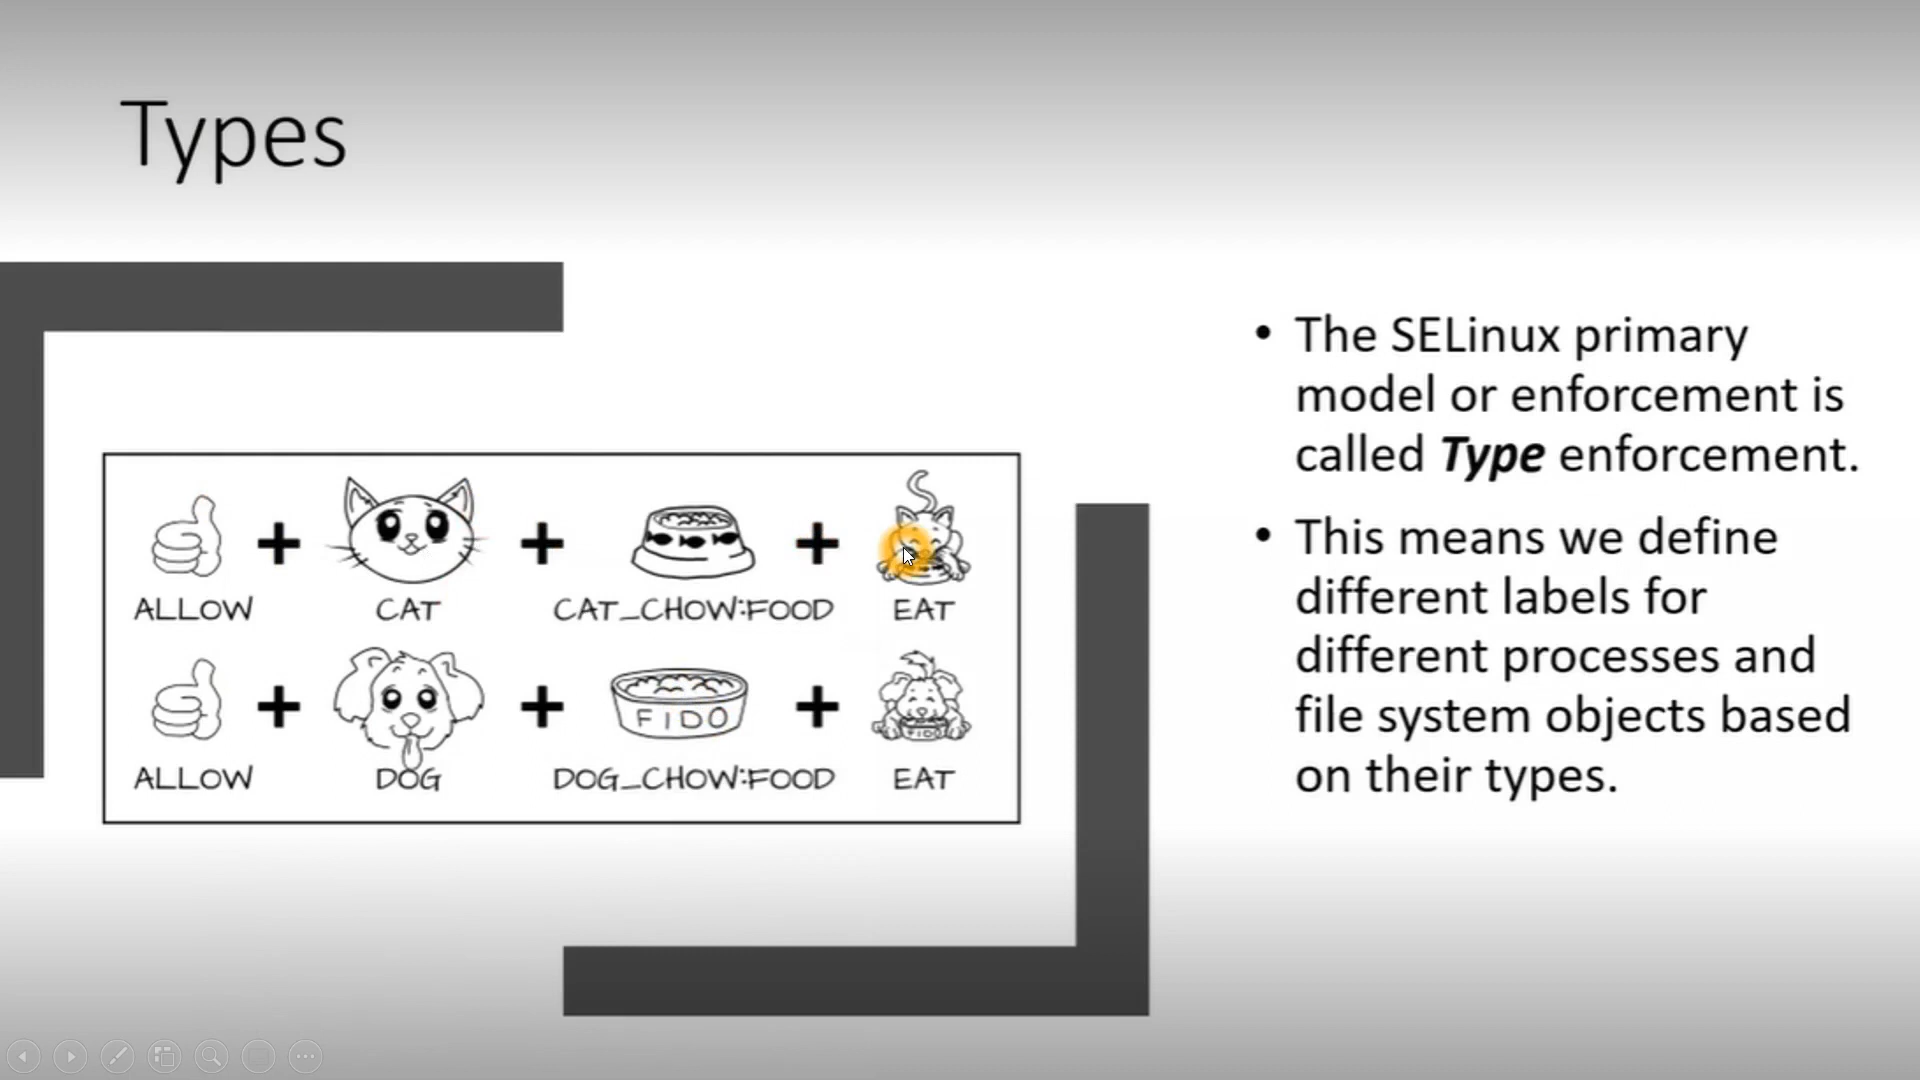 Types
• The SELinux primary
model or enforcement is
called Type enforcement.
• This means we define
different labels for
different processes and
file system objects based
on their types.
ALLOW + CAT + CAT_CHOW:FOOD + EAT
FIDO
FIDO
ALLOW + DOG + DOG_CHOW:FOOD + EAT